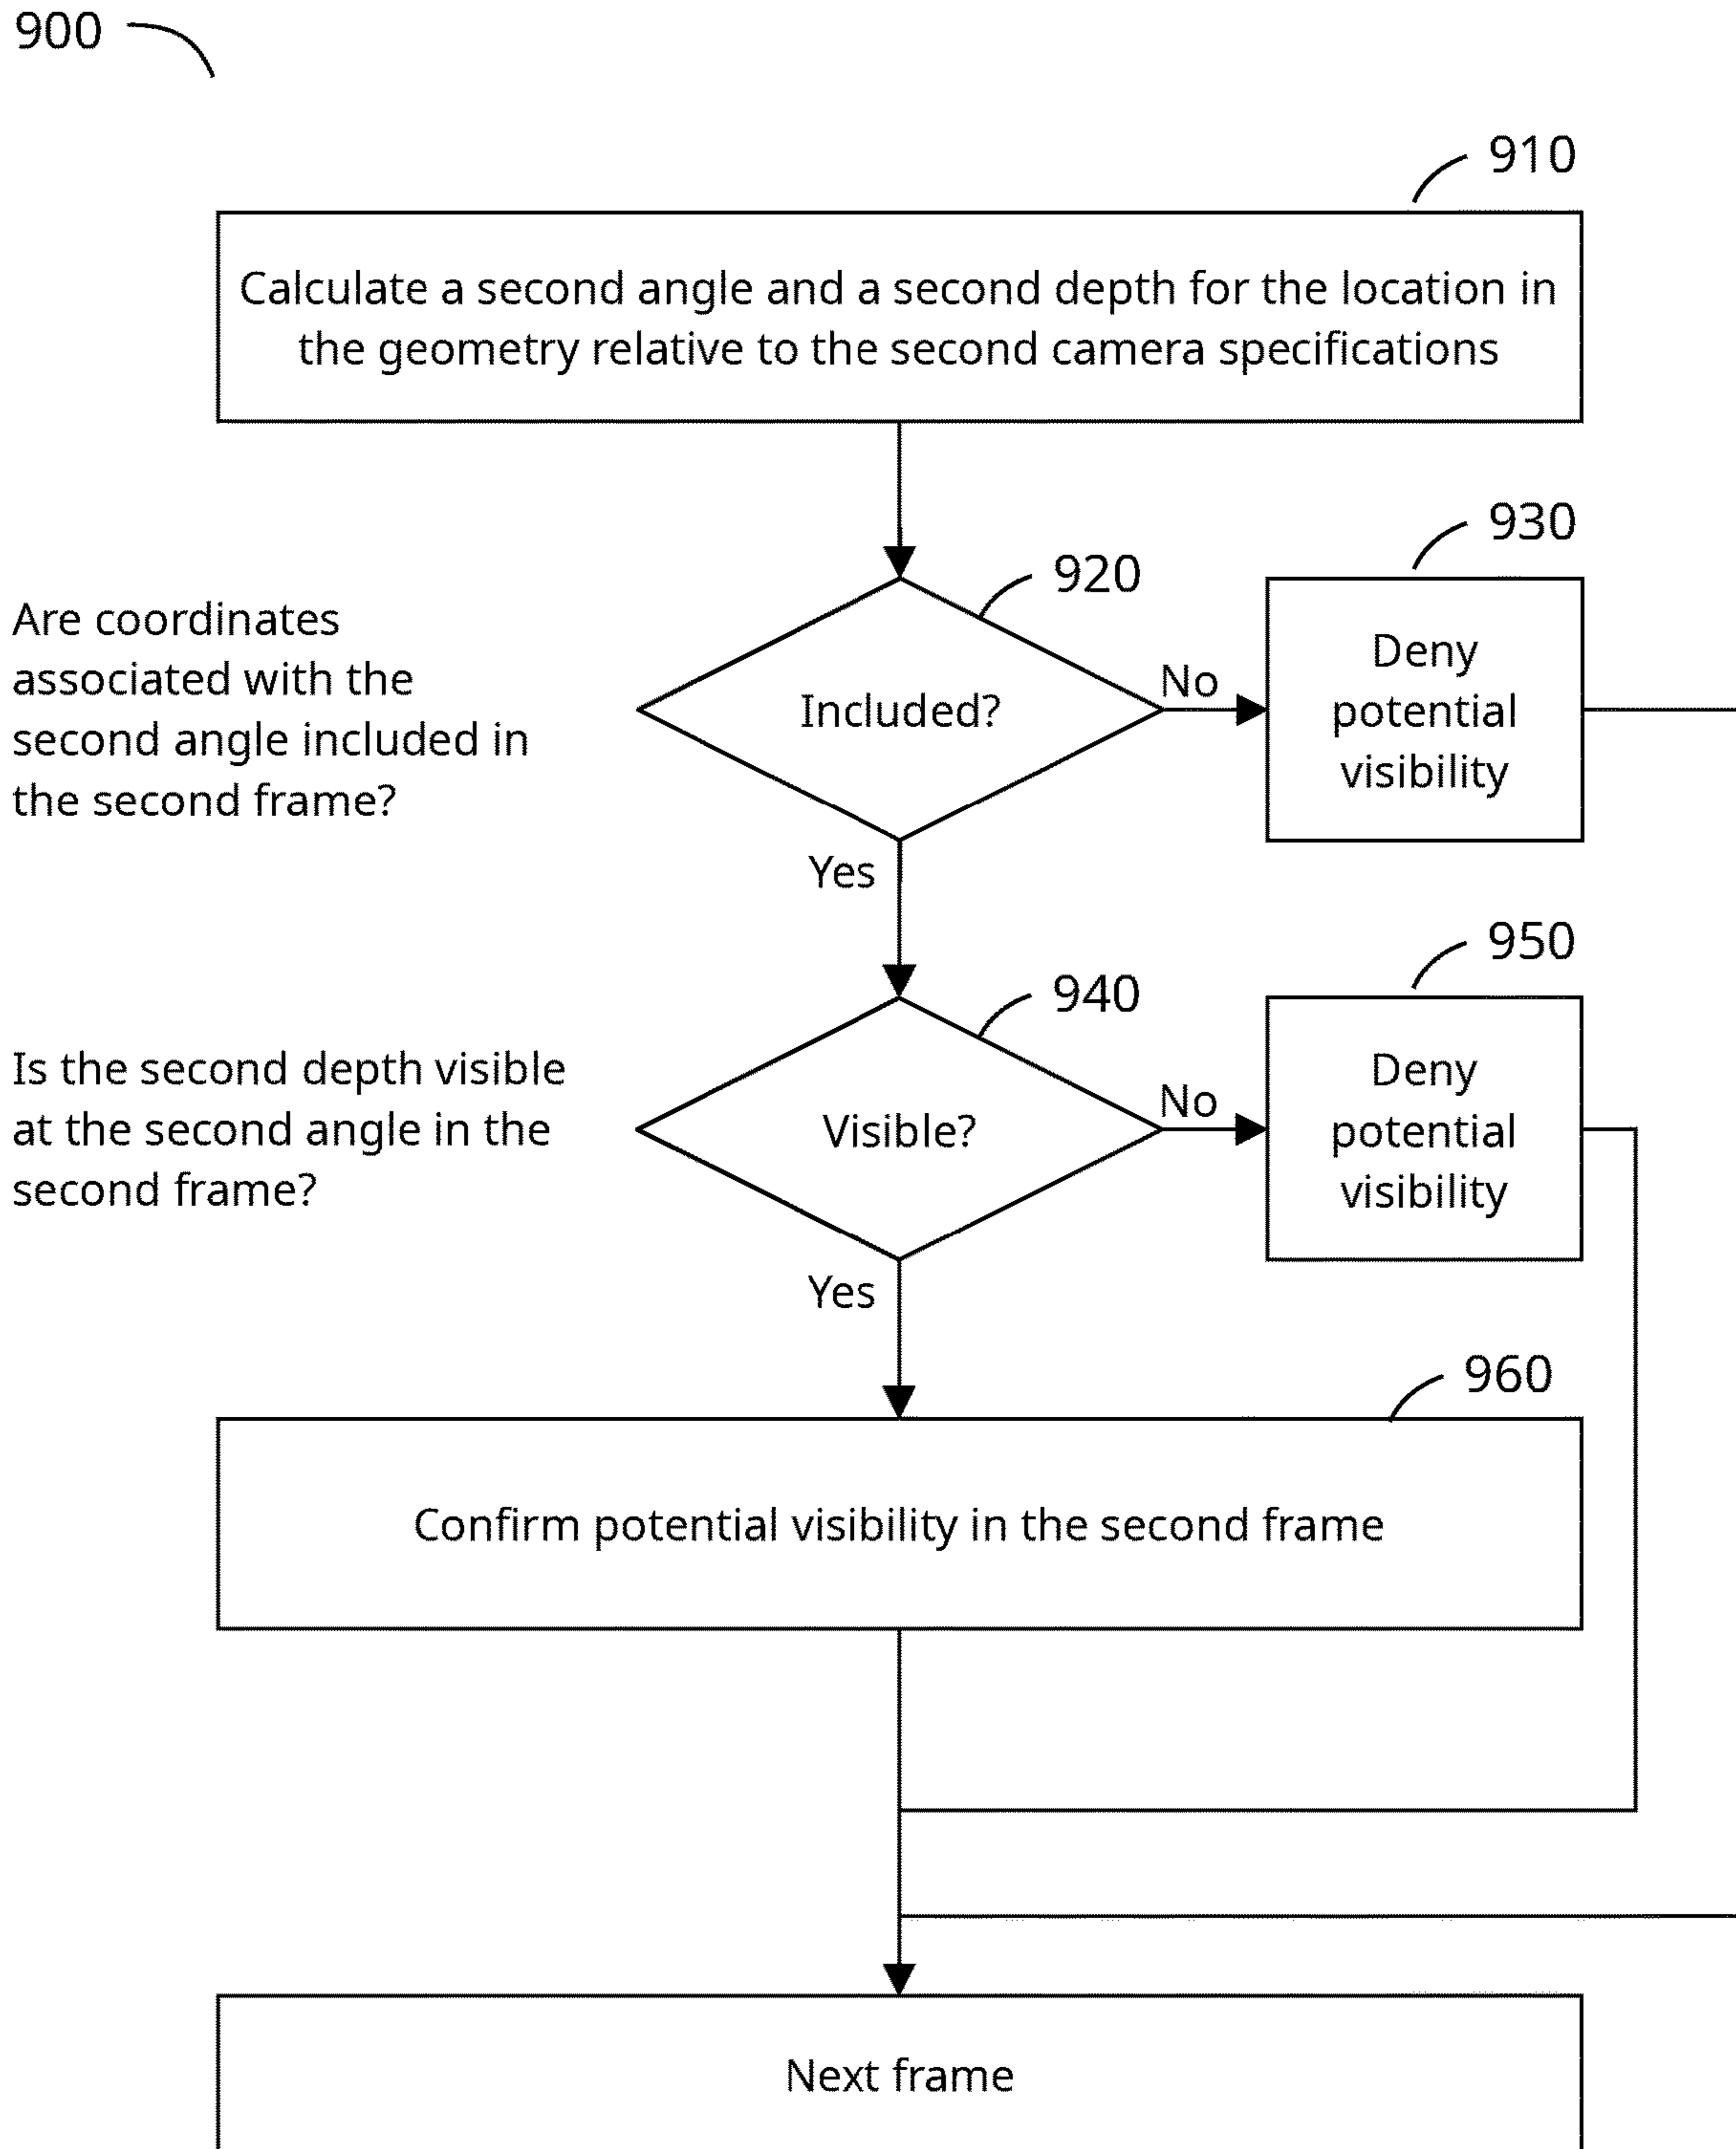 900
910
Calculate a second angle and a second depth for the location in
the geometry relative to the second camera specifications
920
930
Are coordinates
associated with the
second angle included in
the second frame?
Included?
No
Deny
potential
visibility
Yes
940
950
Is the second depth visible
at the second angle in the
second frame?
Visible?
No
Deny
potential
visibility
Yes
960
Confirm potential visibility in the second frame
Next frame